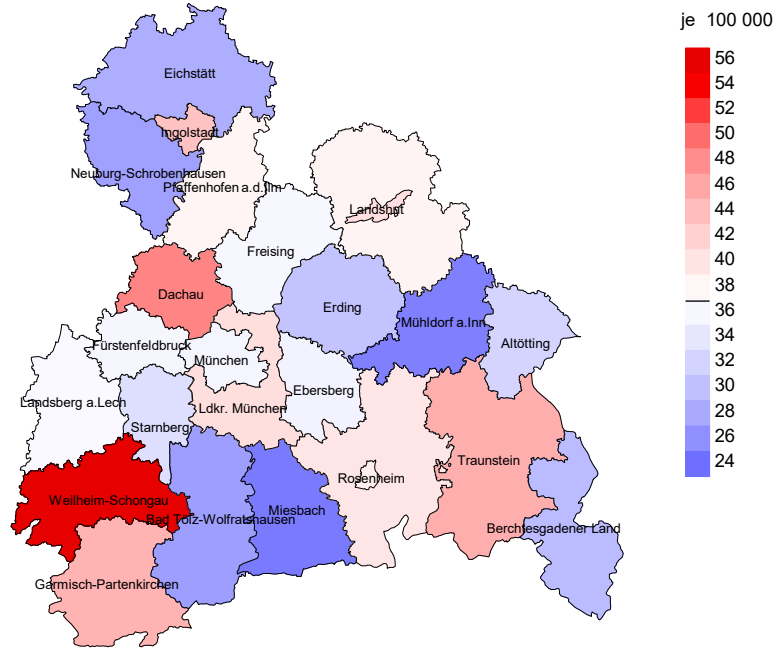 je 100 000
56
54
52
50
48
46
44
42
40
38
36
34
32
30
28
26
24
Eichstätt
Ingolstadt
Neuburg-Schrobenhausen
Pfaffenhofen a.d.Ilm
Landshut
Freising
Dachau
Erding
Mühldorf a.Inn
Altötting
Fürstenfeldbruck
München
Ebersberg
Landsberg a.Lech
Ldkr. München
Starnberg
Traunstein
Rosenheim
Weilheim-Schongau
Miesbach
Bad Tölz-Wolfratshausen
Berchtesgadener Land
Garmisch-Partenkirchen